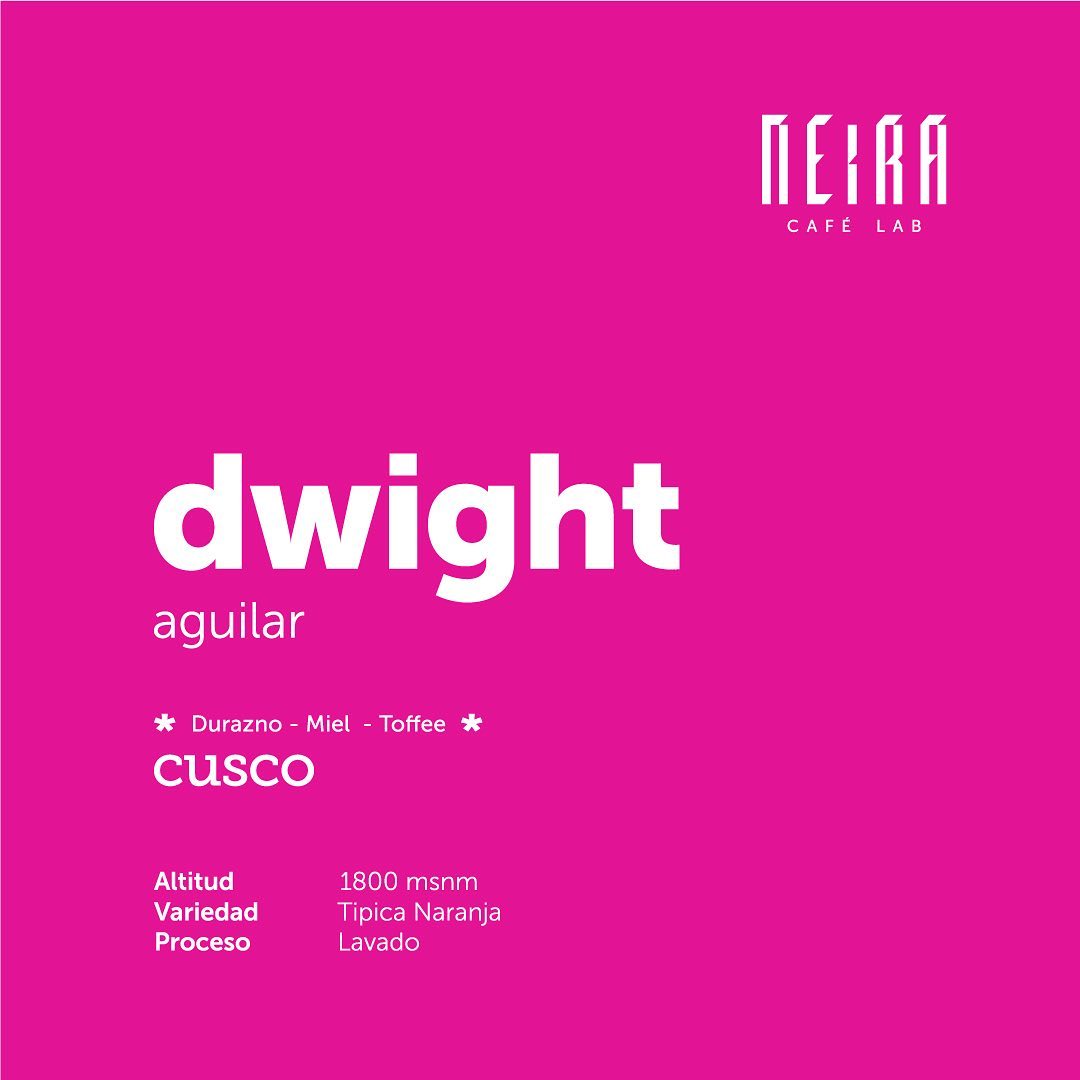 NEIRA
CAFÉ LAB
dwight
aguilar
* Durazno - Miel - Toffee *
cusco
Altitud 1800 msnm
Variedad Tipica Naranja
Proceso Lavado